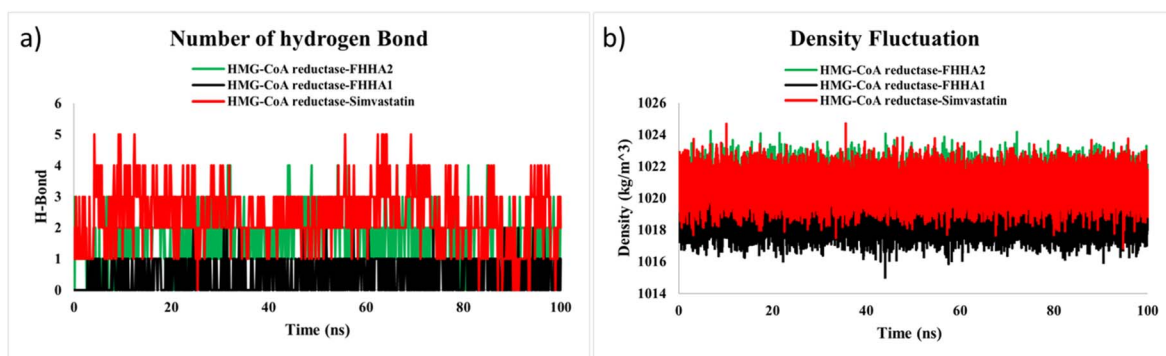 a)
Number of hydrogen Bond
HMG-CoA reductase-FHHA2
HMG-CoA reductase-FHHA1
HMG-CoA reductase-Simvastatin
6
5
4
3
2
1
0
H-Bond
0 20 40 60 80 100
Time (ns)
b)
Density Fluctuation
HMG-CoA reductase-FHHA2
HMG-CoA reductase-FHHA1
HMG-CoA reductase-Simvastatin
1026
1024
1022
1020
1018
1016
1014
Density (kg/m^3)
0 20 40 60 80 100
Time (ns)